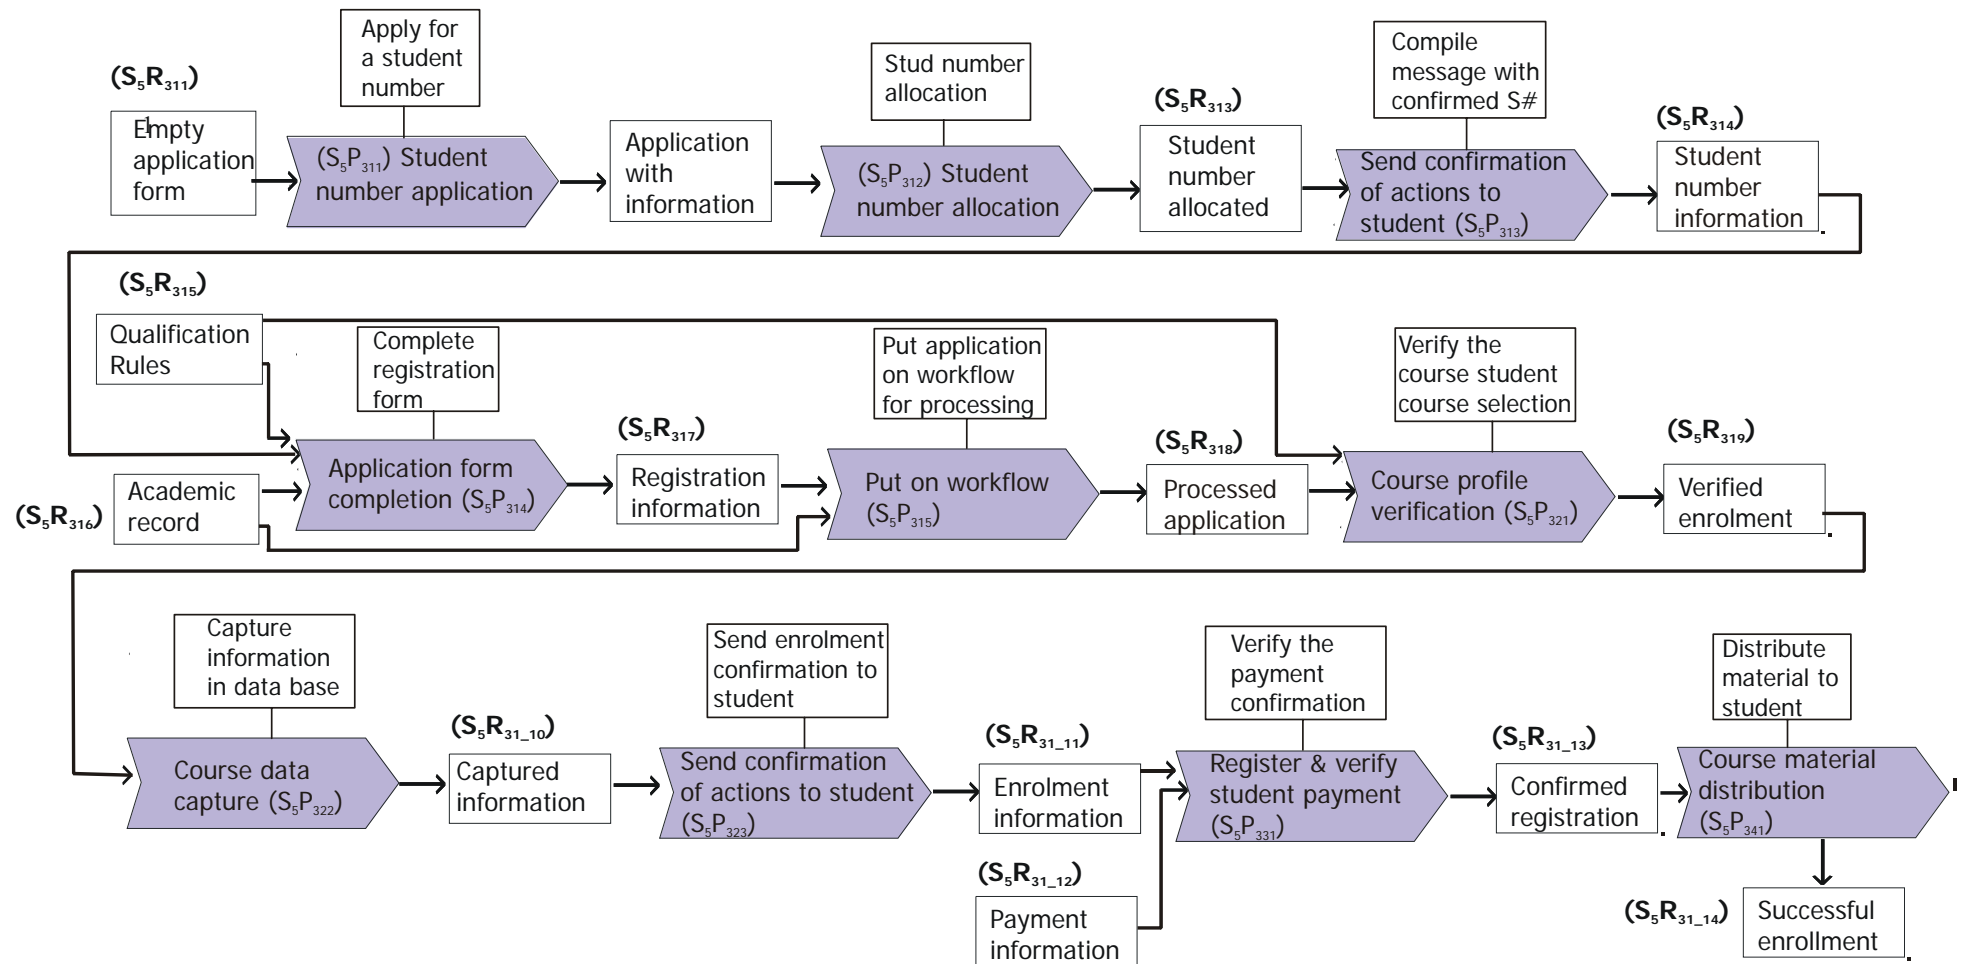 Apply for
a student
number
(S₅R₃₁₁)
Empty
application
form
(S₅P₃₁₁) Student
number application
Application
with
information
Stud number
allocation
(S₅P₃₁₂) Student
number allocation
(S₅R₃₁₃)
Student
number
allocated
Compile
message with
confirmed S#
Send confirmation
of actions to
student (S₅P₃₁₃)
(S₅R₃₁₄)
Student
number
information
(S₅R₃₁₅)
Qualification
Rules
(S₅R₃₁₆)
Academic
record
Complete
registration
form
Application form
completion (S₅P₃₁₄)
(S₅R₃₁₇)
Registration
information
Put application
on workflow
for processing
Put on workflow
(S₅P₃₁₅)
(S₅R₃₁₈)
Processed
application
Verify the
course student
course selection
Course profile
verification (S₅P₃₂₁)
(S₅R₃₁₉)
Verified
enrolment
Capture
information
in data base
Course data
capture (S₅P₃₂₂)
(S₅R₃₁_₁₀)
Captured
information
Send enrolment
confirmation to
student
Send confirmation
of actions to student
(S₅P₃₂₃)
(S₅R₃₁_₁₁)
Enrolment
information
(S₅R₃₁_₁₂)
Payment
information
Verify the
payment
confirmation
Register & verify
student payment
(S₅P₃₃₁)
(S₅R₃₁_₁₃)
Confirmed
registration
Distribute
material to
student
Course material
distribution
(S₅P₃₄₁)
(S₅R₃₁_₁₄)
Successful
enrollment